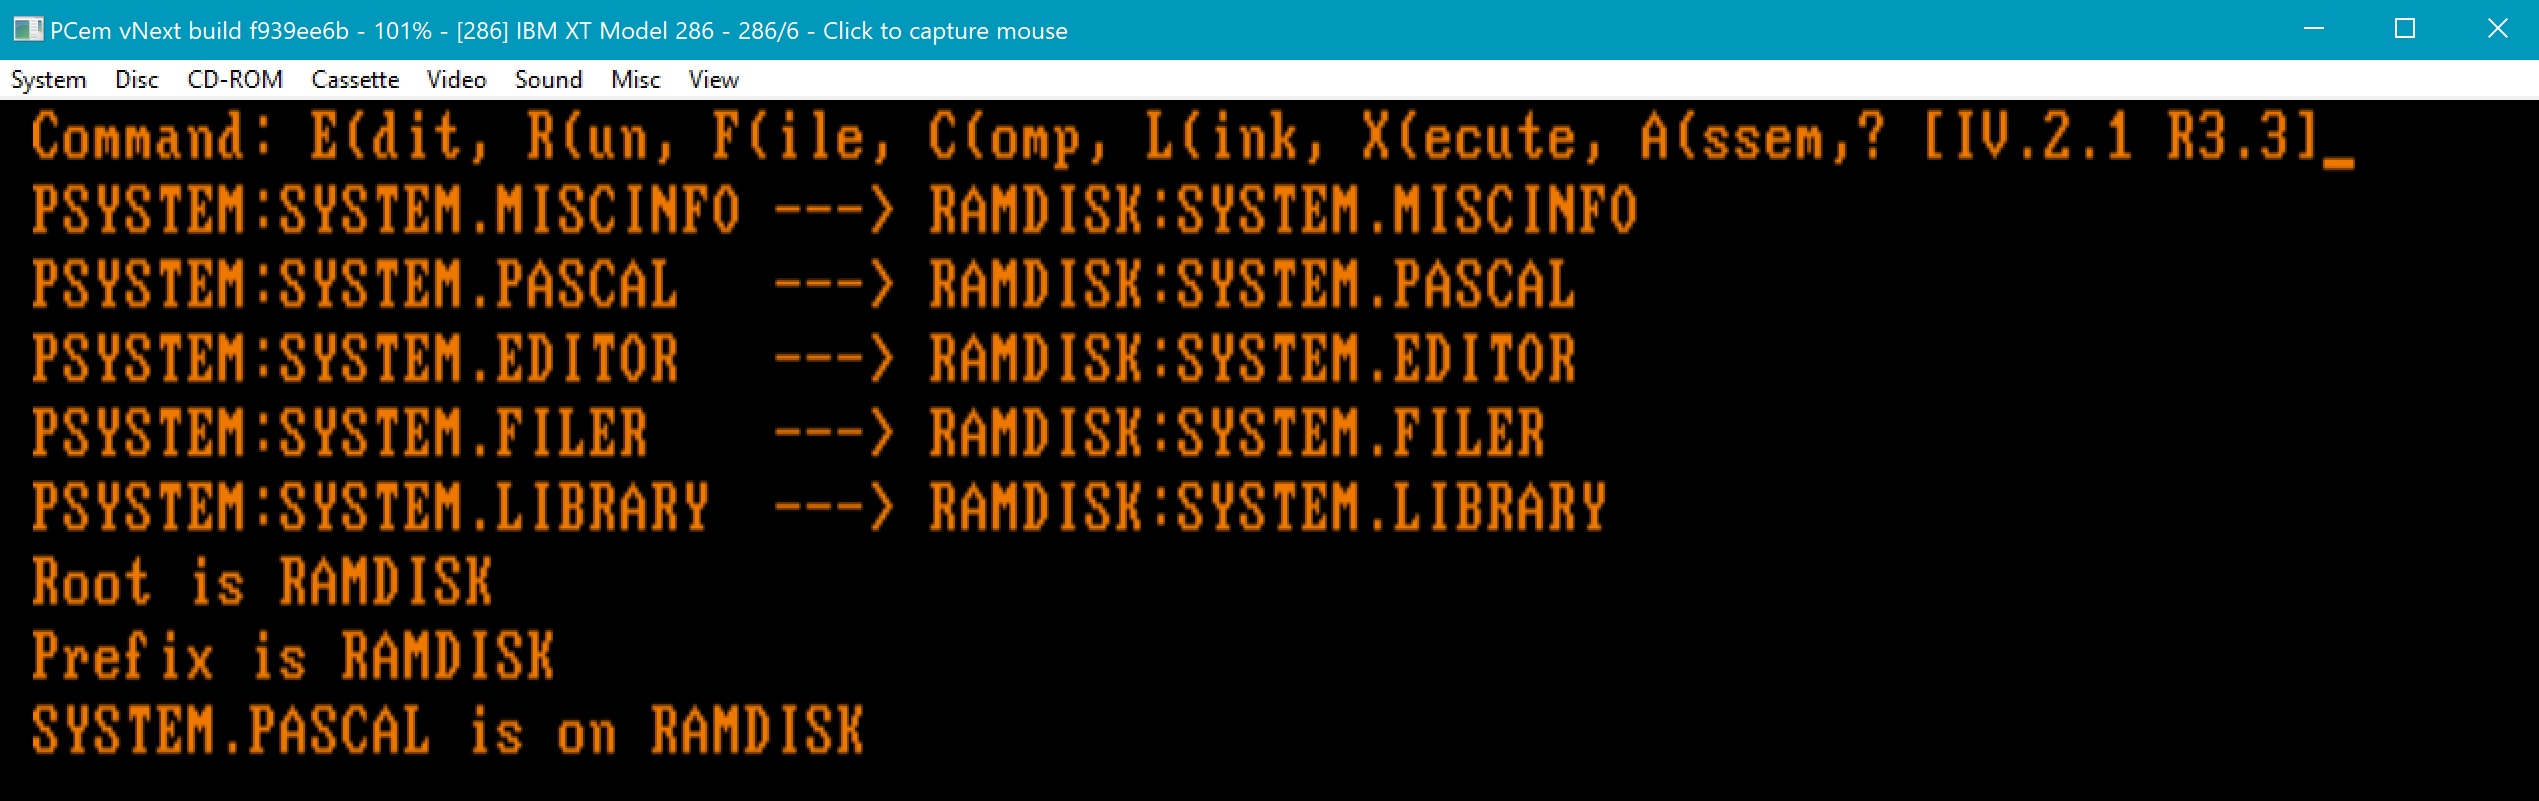 PCem vNext build f939ee6b - 101% - [286] IBM XT Model 286 - 286/6 - Click to capture mouse
System Disc CD-ROM Cassette Video Sound Misc View
Command: E(dit, R(un, F(ile, C(omp, L(ink, X(ecute, A(ssem,? [IV.2.1 R3.3]_
PSYSTEM:SYSTEM.MISCINFO ---> RAMDISK:SYSTEM.MISCINFO
PSYSTEM:SYSTEM.PASCAL   ---> RAMDISK:SYSTEM.PASCAL
PSYSTEM:SYSTEM.EDITOR   ---> RAMDISK:SYSTEM.EDITOR
PSYSTEM:SYSTEM.FILER    ---> RAMDISK:SYSTEM.FILER
PSYSTEM:SYSTEM.LIBRARY  ---> RAMDISK:SYSTEM.LIBRARY
Root is RAMDISK
Prefix is RAMDISK
SYSTEM.PASCAL is on RAMDISK